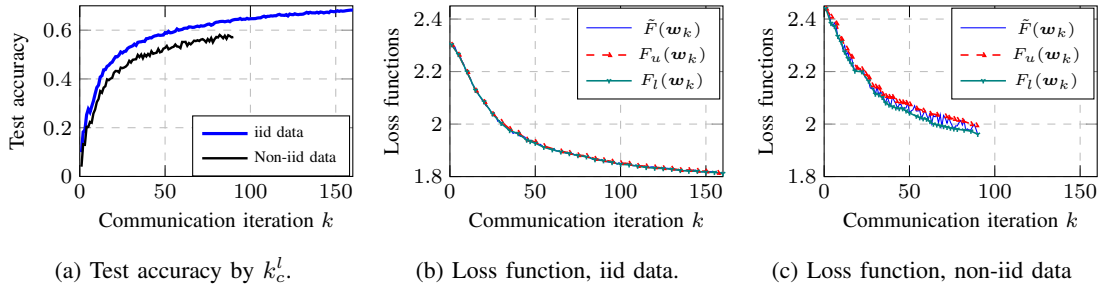 0.6
0.4
0.2
0
Test accuracy
iid data
Non-iid data
0 50 100 150
Communication iteration k
(a) Test accuracy by k_c^l.
2.4
2.2
2
1.8
Loss functions
F̃(w_k)
F_u(w_k)
F_l(w_k)
0 50 100 150
Communication iteration k
(b) Loss function, iid data.
2.4
2.2
2
1.8
Loss functions
F̃(w_k)
F_u(w_k)
F_l(w_k)
0 50 100 150
Communication iteration k
(c) Loss function, non-iid data